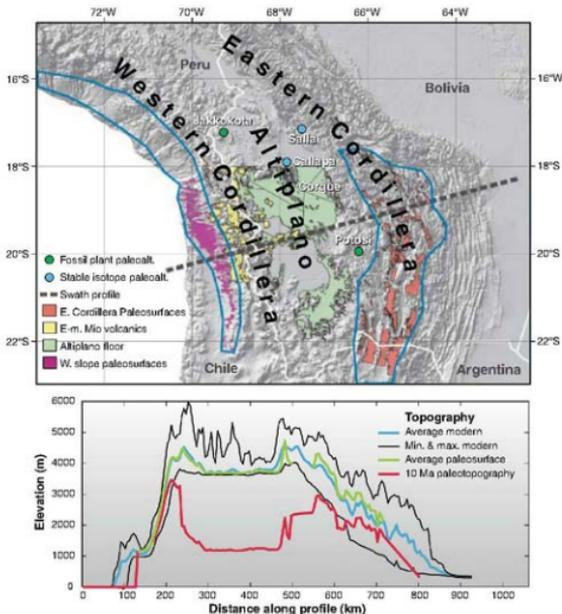 72°W
70°W
68°W
66°W
64°W
16°W
16°S
18°S
20°S
22°S
18°S
20°S
22°S
Peru
Bolivia
Chile
Argentina
Western Cordillera
Altiplano
Eastern Cordillera
Jakkokota
Salla
Callapa
Corque
Potosi
Fossil plant paleoalt.
Stable isotope paleoalt.
Swath profile
E. Cordillera Paleosurfaces
E-m. Mio volcanics
Altiplano floor
W. slope paleosurfaces
Topography
Average modern
Min. & max. modern
Average paleosurface
10 Ma paleotopography
Elevation (m)
6000
5000
4000
3000
2000
1000
0
0 100 200 300 400 500 600 700 800 900 1000
Distance along profile (km)